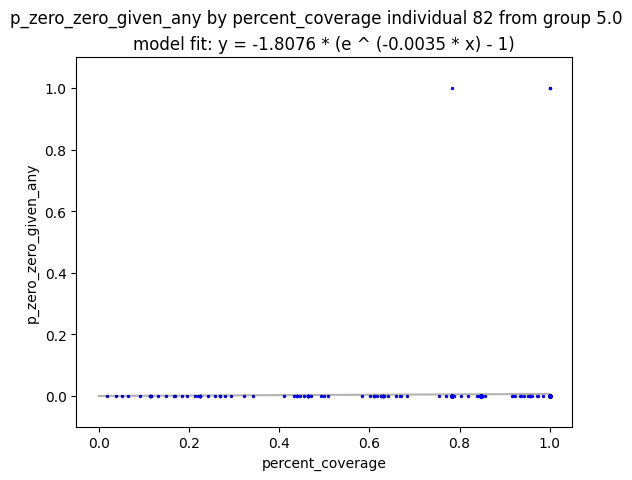 p_zero_zero_given_any by percent_coverage individual 82 from group 5.0
model fit: y = -1.8076 * (e ^ (-0.0035 * x) - 1)
1.0
0.8
0.6
0.4
0.2
0.0
p_zero_zero_given_any
0.0 0.2 0.4 0.6 0.8 1.0
percent_coverage